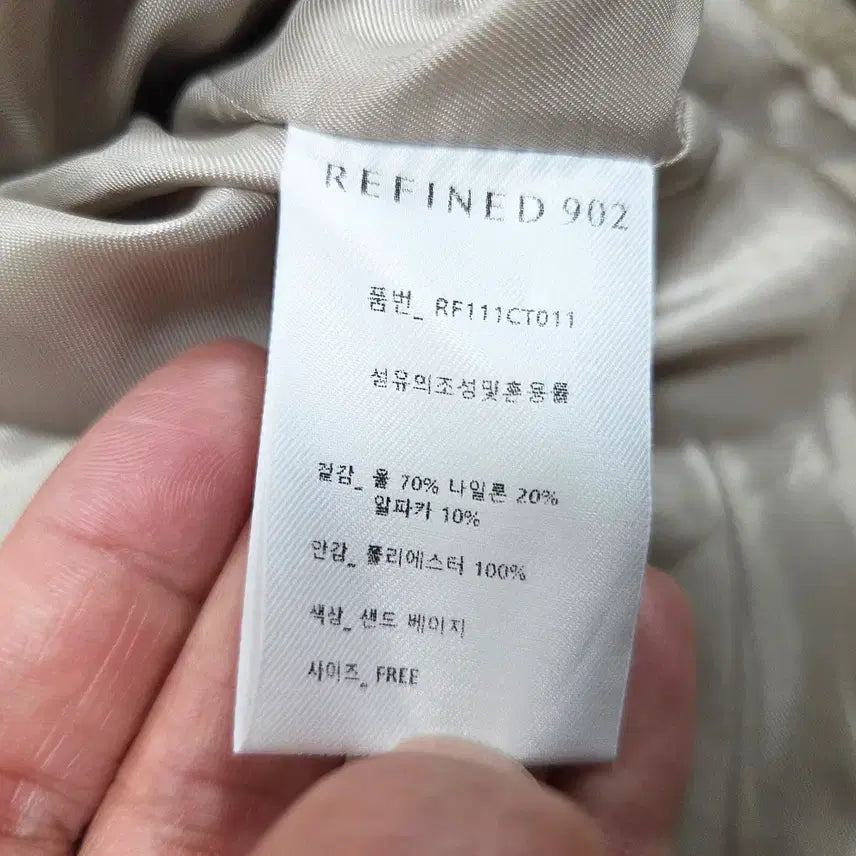 REFINED 902
품번_ RF111CT011
섬유의조성및혼용률
겉감_ 울 70% 나일론 20%
알파카 10%
안감_ 폴리에스터 100%
색상_ 샌드 베이지
사이즈_ FREE